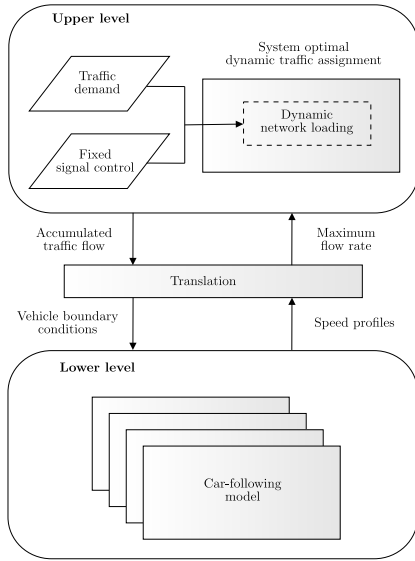 Upper level
System optimal
dynamic traffic assignment
Traffic
demand
Dynamic
network loading
Fixed
signal control
Accumulated
traffic flow
Maximum
flow rate
Translation
Vehicle boundary
conditions
Speed profiles
Lower level
Car-following
model